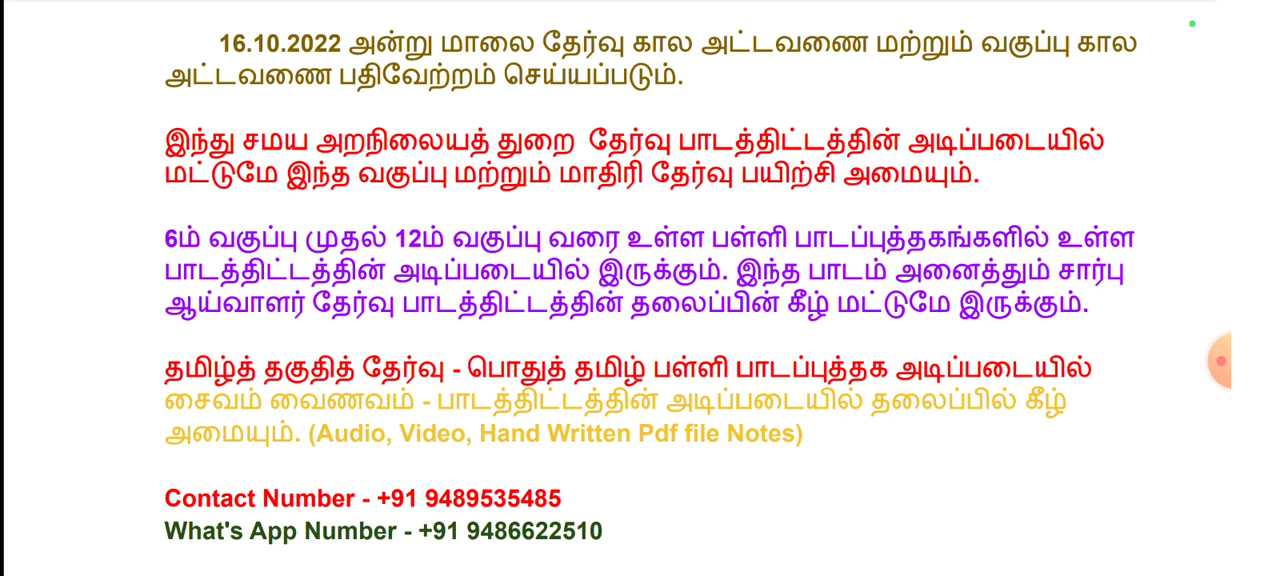 16.10.2022 அன்று மாலை தேர்வு கால அட்டவணை மற்றும் வகுப்பு கால
அட்டவணை பதிவேற்றம் செய்யப்படும்.
இந்து சமய அறநிலையத் துறை தேர்வு பாடத்திட்டத்தின் அடிப்படையில்
மட்டுமே இந்த வகுப்பு மற்றும் மாதிரி தேர்வு பயிற்சி அமையும்.
6ம் வகுப்பு முதல் 12ம் வகுப்பு வரை உள்ள பள்ளி பாடப்புத்தகங்களில் உள்ள
பாடத்திட்டத்தின் அடிப்படையில் இருக்கும். இந்த பாடம் அனைத்தும் சார்பு
ஆய்வாளர் தேர்வு பாடத்திட்டத்தின் தலைப்பின் கீழ் மட்டுமே இருக்கும்.
தமிழ்த் தகுதித் தேர்வு - பொதுத் தமிழ் பள்ளி பாடப்புத்தக அடிப்படையில்
சைவம் வைணவம் - பாடத்திட்டத்தின் அடிப்படையில் தலைப்பில் கீழ்
அமையும். (Audio, Video, Hand Written Pdf file Notes)
Contact Number - +91 9489535485
What's App Number - +91 9486622510